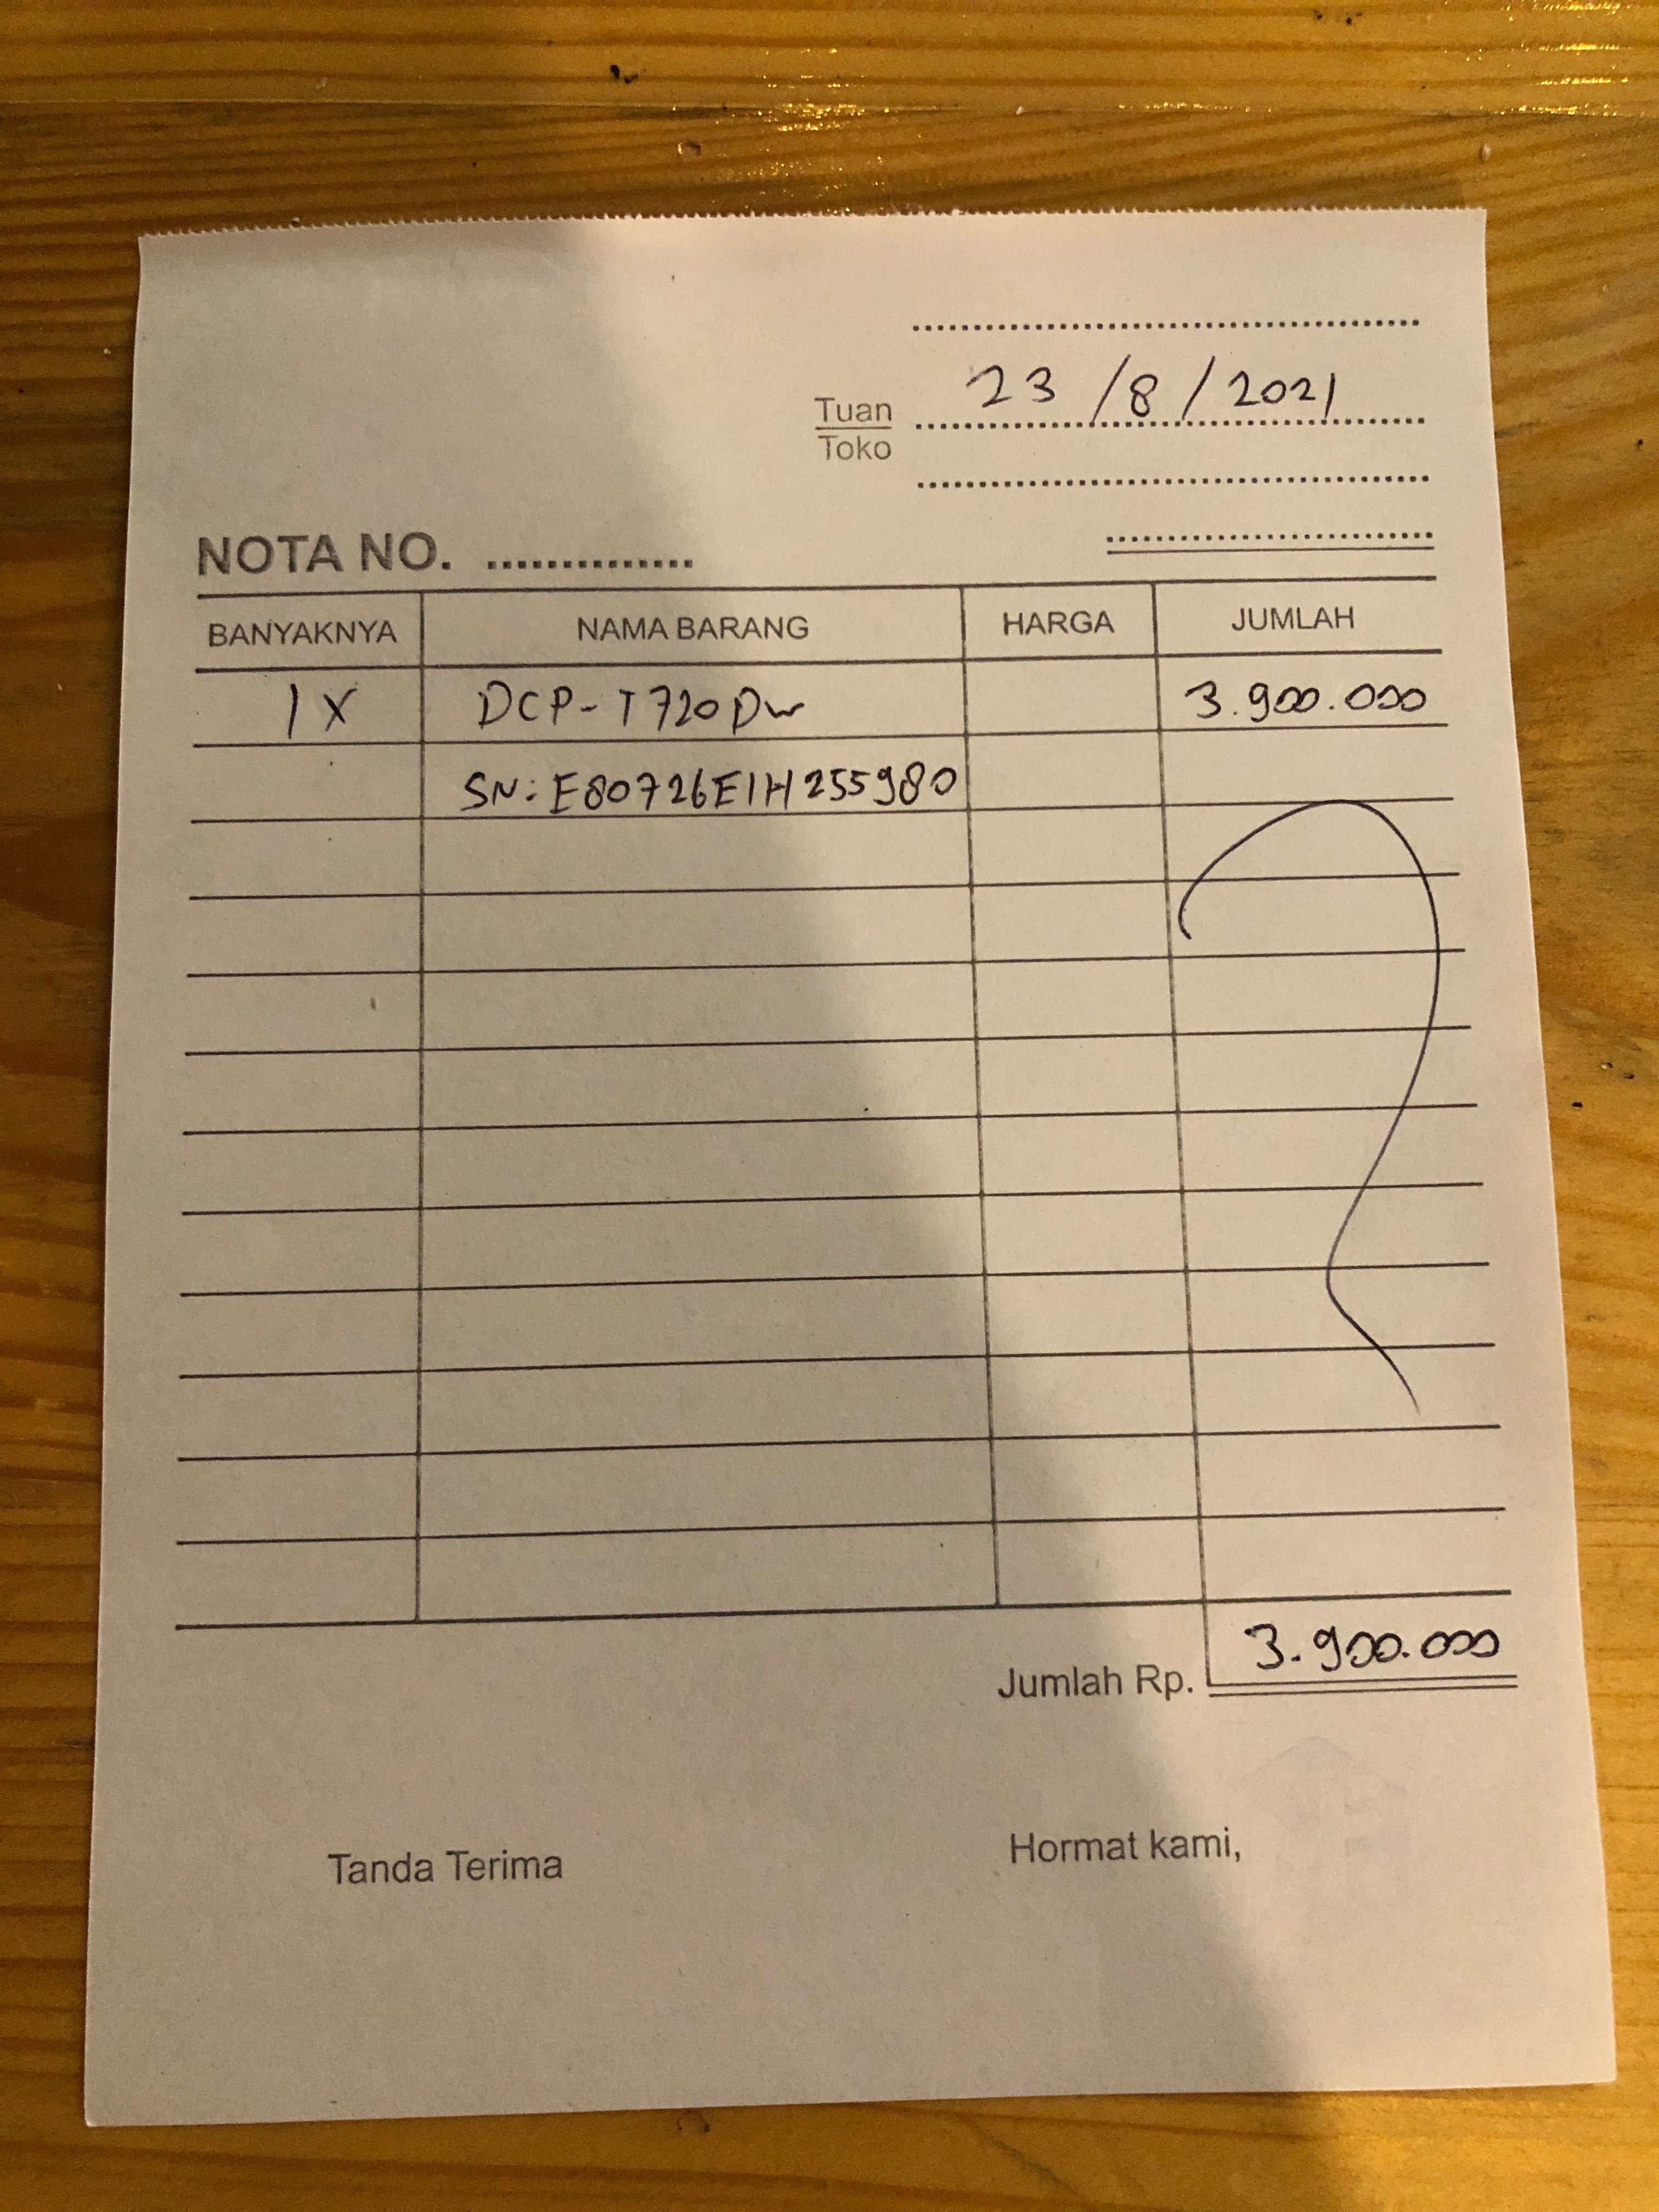 23/8/2021
Tuan
Toko
NOTA NO. ..............
BANYAKNYA NAMA BARANG HARGA JUMLAH
1 X DCP-T720DW 3.900.000
SN: E80726E1H255980
Jumlah Rp. 3.900.000
Tanda Terima Hormat kami,